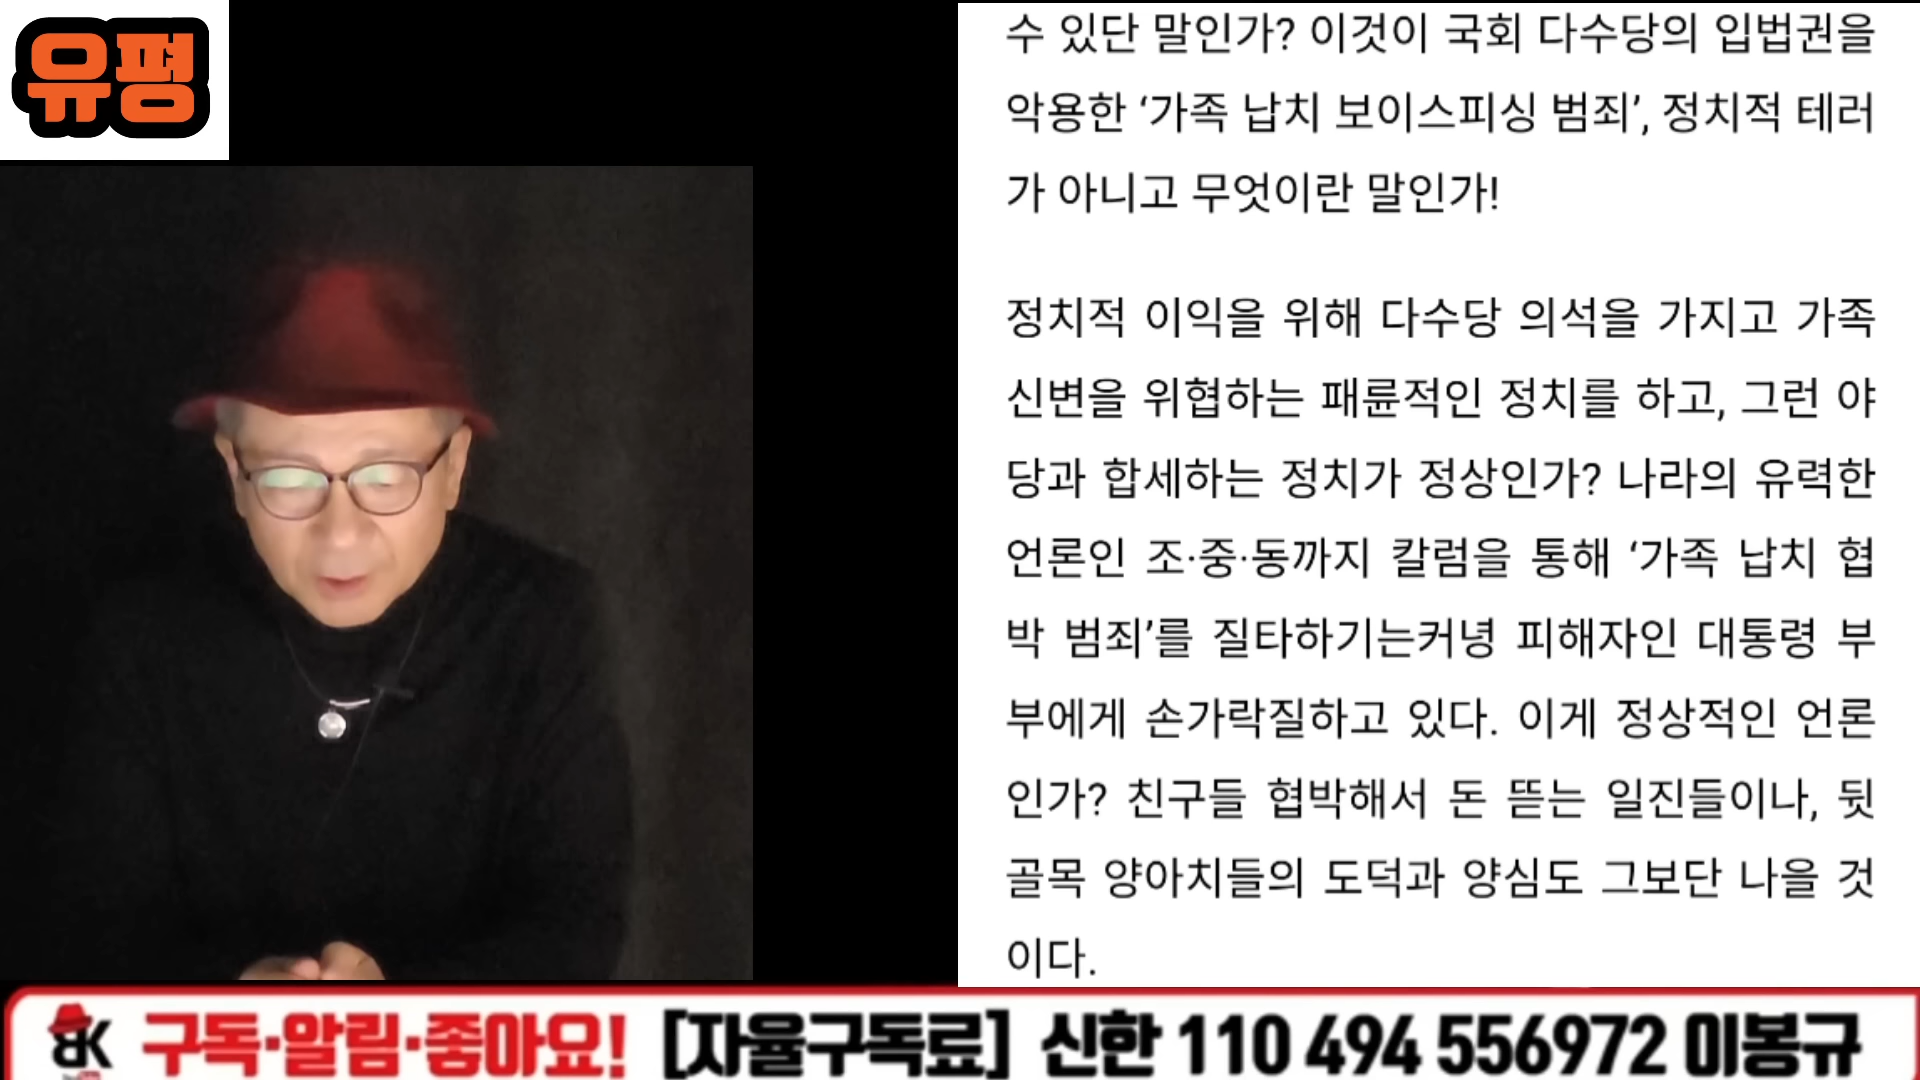 유평
수 있단 말인가? 이것이 국회 다수당의 입법권을
악용한 ‘가족 납치 보이스피싱 범죄’, 정치적 테러
가 아니고 무엇이란 말인가!
정치적 이익을 위해 다수당 의석을 가지고 가족
신변을 위협하는 패륜적인 정치를 하고, 그런 야
당과 합세하는 정치가 정상인가? 나라의 유력한
언론인 조·중·동까지 칼럼을 통해 ‘가족 납치 협
박 범죄’를 질타하기는커녕 피해자인 대통령 부
부에게 손가락질하고 있다. 이게 정상적인 언론
인가? 친구들 협박해서 돈 뜯는 일진들이나, 뒷
골목 양아치들의 도덕과 양심도 그보단 나을 것
이다.
BK 구독·알림·좋아요! [자율구독료] 신한 110 494 556972 이봉규